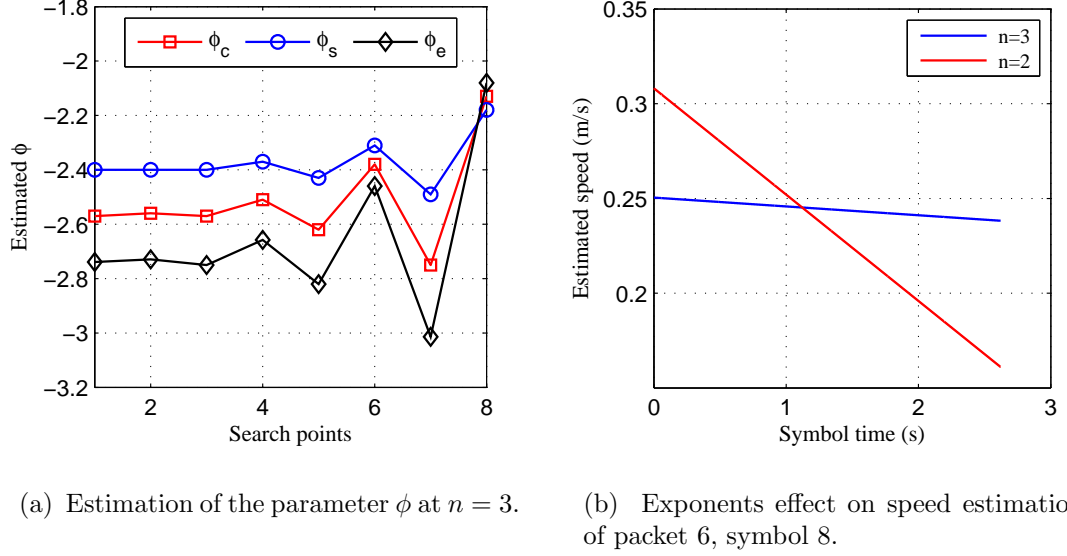 −1.8
−2
−2.2
−2.4
−2.6
−2.8
−3
−3.2
2
4
6
8
Search points
Estimated ϕ
ϕc ϕs ϕe
0.35
0.3
0.25
0.2
0
1
2
3
Symbol time (s)
Estimated speed (m/s)
n=3
n=2
(a) Estimation of the parameter ϕ at n = 3.
(b) Exponents effect on speed estimation
of packet 6, symbol 8.